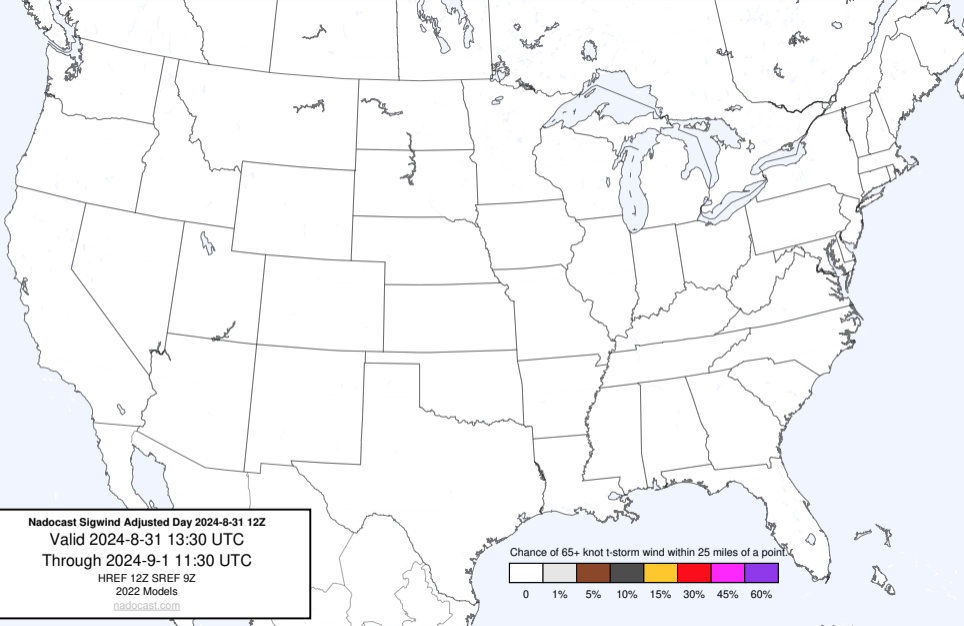 Nadocast Sigwind Adjusted Day 2024-8-31 12Z
Valid 2024-8-31 13:30 UTC
Through 2024-9-1 11:30 UTC
HREF 12Z SREF 9Z
2022 Models
nadocast.com
Chance of 65+ knot t-storm wind within 25 miles of a point.
0 1% 5% 10% 15% 30% 45% 60%